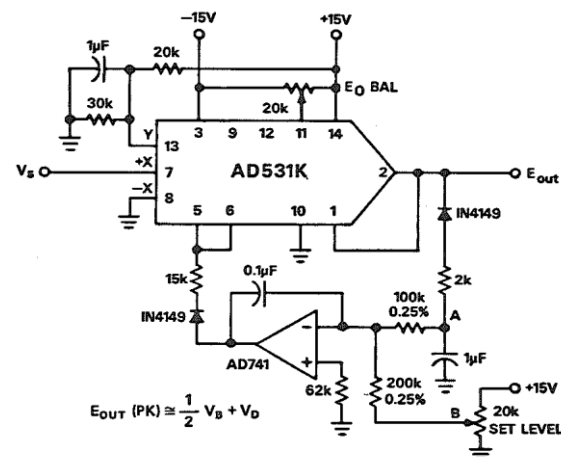 −15V +15V
1µF 20k
E₀ BAL
30k 20k
Y 13 3 9 12 11 14
+X
Vs 7 AD531K 2 Eout
−X
8
5 6 10 1 IN4149
15k 0.1µF 2k
100k
0.25% A
IN4149 −
AD741 + 1µF
62k 200k
0.25% +15V
B 20k
SET LEVEL
EOUT (PK) ≅ 1/2 VB + VD